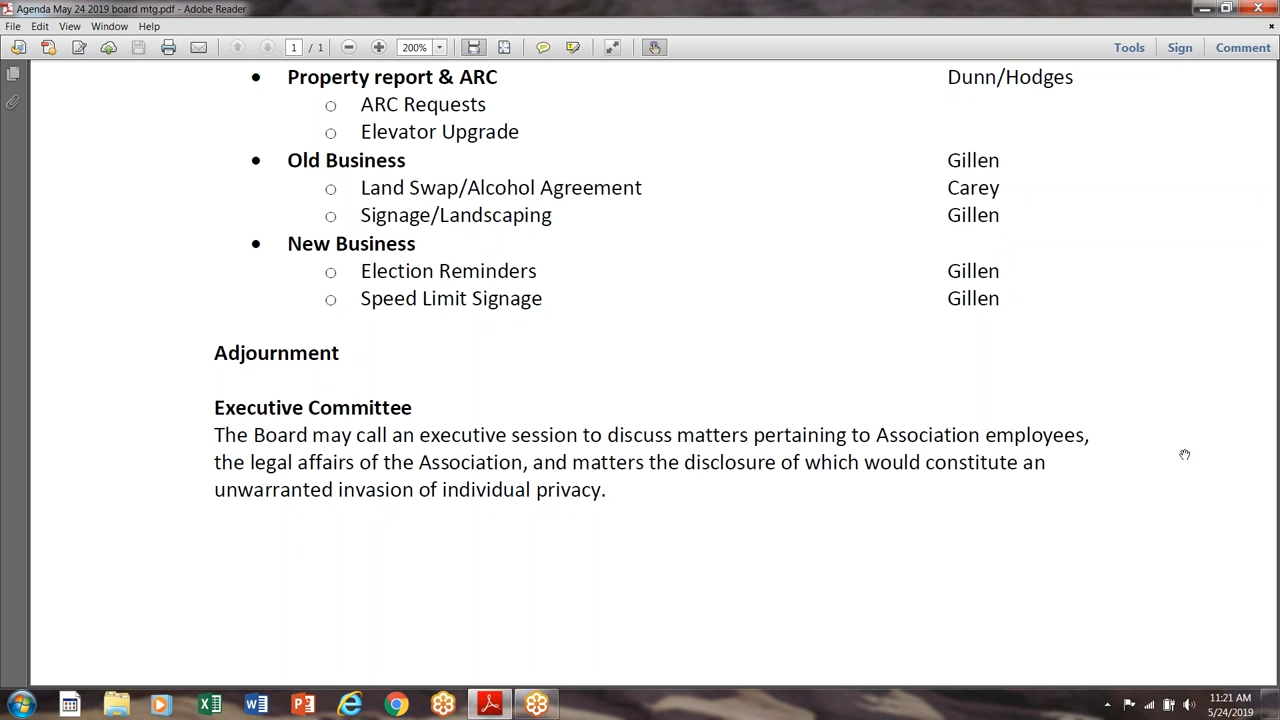 Agenda May 24 2019 board mtg.pdf - Adobe Reader
File Edit View Window Help
1 / 1 200% Tools Sign Comment
Property report & ARC Dunn/Hodges
ARC Requests
Elevator Upgrade
Old Business Gillen
Land Swap/Alcohol Agreement Carey
Signage/Landscaping Gillen
New Business
Election Reminders Gillen
Speed Limit Signage Gillen
Adjournment
Executive Committee
The Board may call an executive session to discuss matters pertaining to Association employees,
the legal affairs of the Association, and matters the disclosure of which would constitute an
unwarranted invasion of individual privacy.
11:21 AM
5/24/2019